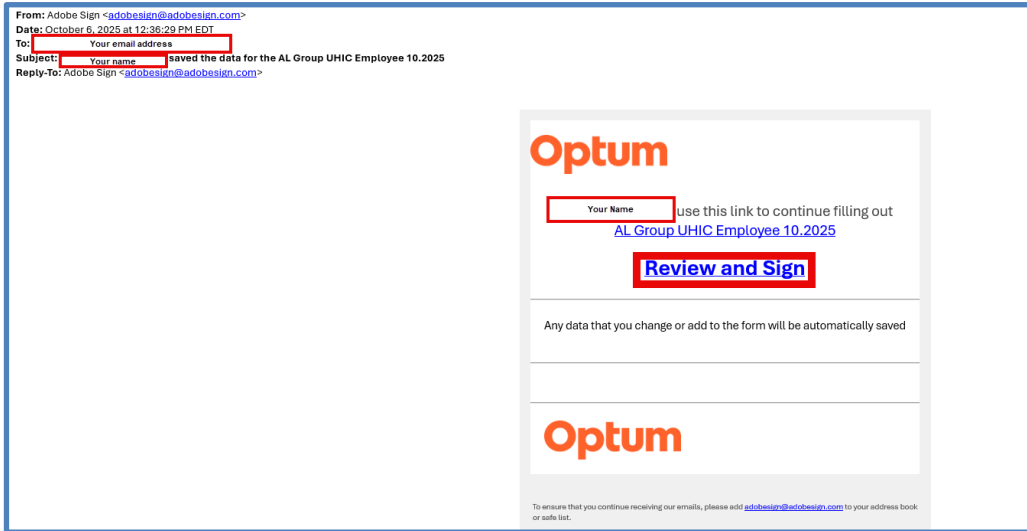 From: Adobe Sign <adobesign@adobesign.com>
Date: October 6, 2025 at 12:36:29 PM EDT
To: Your email address
Subject: Your name saved the data for the AL Group UHIC Employee 10.2025
Reply-To: Adobe Sign <adobesign@adobesign.com>
Optum
Your Name use this link to continue filling out
AL Group UHIC Employee 10.2025
Review and Sign
Any data that you change or add to the form will be automatically saved
Optum
To ensure that you continue receiving our emails, please add adobesign@adobesign.com to your address book
or safe list.